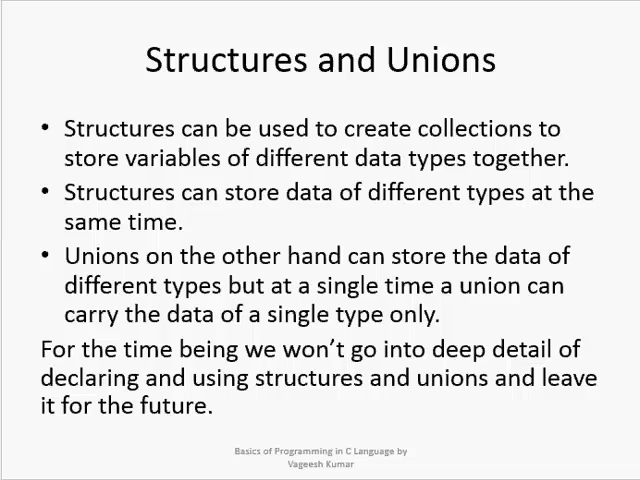 Structures and Unions
• Structures can be used to create collections to
store variables of different data types together.
• Structures can store data of different types at the
same time.
• Unions on the other hand can store the data of
different types but at a single time a union can
carry the data of a single type only.
For the time being we won't go into deep detail of
declaring and using structures and unions and leave
it for the future.
Basics of Programming in C Language by
Vageesh Kumar